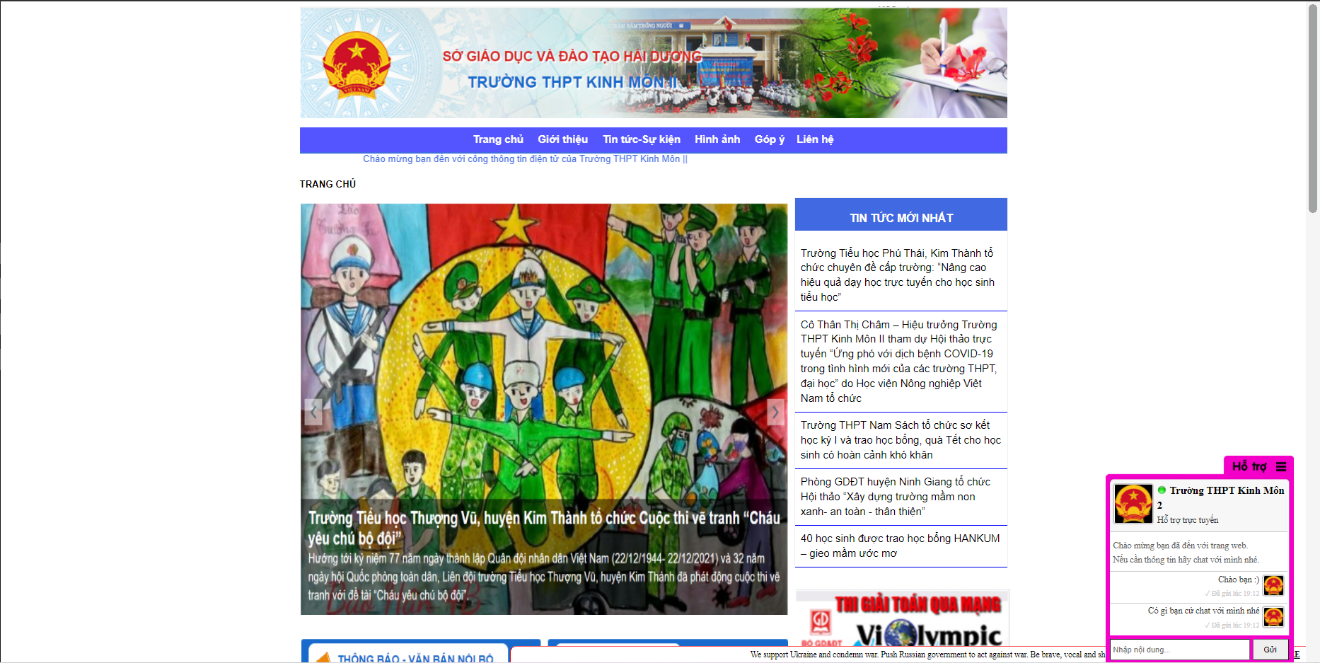 SỞ GIÁO DỤC VÀ ĐÀO TẠO HẢI DƯƠNG
TRƯỜNG THPT KINH MÔN II
VIỆT NAM
Trang chủ Giới thiệu Tin tức-Sự kiện Hình ảnh Góp ý Liên hệ
Chào mừng bạn đến với cổng thông tin điện tử của Trường THPT Kinh Môn ||
TRANG CHỦ
Trường Tiểu học Thượng Vũ, huyện Kim Thành tổ chức Cuộc thi vẽ tranh “Cháu
yêu chú bộ đội”
Hướng tới kỷ niệm 77 năm ngày thành lập Quân đội nhân dân Việt Nam (22/12/1944- 22/12/2021) và 32 năm
ngày hội Quốc phòng toàn dân, Liên đội trường Tiểu học Thượng Vũ, huyện Kim Thành đã phát động cuộc thi vẽ
tranh với đề tài “Cháu yêu chú bộ đội”.
TIN TỨC MỚI NHẤT
Trường Tiểu học Phú Thái, Kim Thành tổ
chức chuyên đề cấp trường: “Nâng cao
hiệu quả dạy học trực tuyến cho học sinh
tiểu học”
Cô Thân Thị Châm – Hiệu trưởng Trường
THPT Kinh Môn II tham dự Hội thảo trực
tuyến “Ứng phó với dịch bệnh COVID-19
trong tình hình mới của các trường THPT,
đại học” do Học viện Nông nghiệp Việt
Nam tổ chức
Trường THPT Nam Sách tổ chức sơ kết
học kỳ I và trao học bổng, quà Tết cho học
sinh có hoàn cảnh khó khăn
Phòng GDĐT huyện Ninh Giang tổ chức
Hội thảo “Xây dựng trường mầm non
xanh- an toàn - thân thiện”
40 học sinh được trao học bổng HANKUM
– gieo mầm ước mơ
THI GIẢI TOÁN QUA MẠNG
BỘ GD&ĐT
ViOlympic
THÔNG BÁO - VĂN BẢN NỘI BỘ
Hỗ trợ
Trường THPT Kinh Môn
2
Hỗ trợ trực tuyến
Chào mừng bạn đã đến với trang web.
Nếu cần thông tin hãy chat với mình nhé.
Chào bạn :)
✓ Đã gửi lúc 19:12
Có gì bạn cứ chat với mình nhé
✓ Đã gửi lúc 19:12
Nhập nội dung...
Gửi
We support Ukraine and condemn war. Push Russian government to act against war. Be brave, vocal and